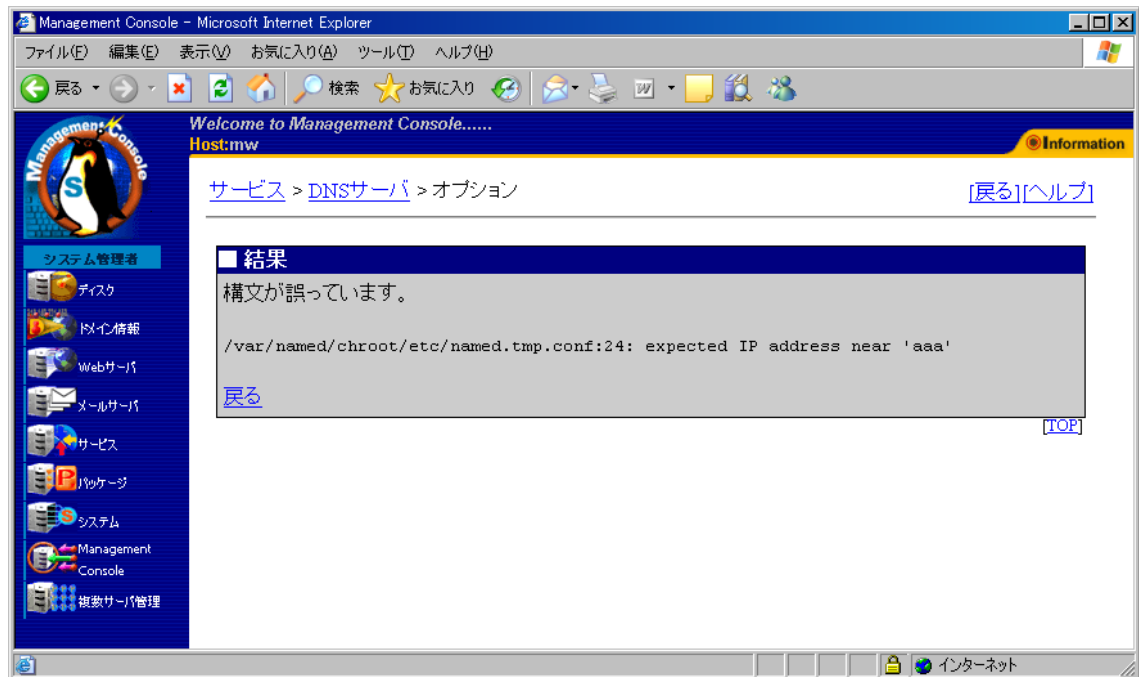 Management Console - Microsoft Internet Explorer
ファイル(F) 編集(E) 表示(V) お気に入り(A) ツール(T) ヘルプ(H)
戻る 検索 お気に入り
Management Console
S
Welcome to Management Console......
Host:mw
Information
サービス > DNSサーバ > オプション
[戻る][ヘルプ]
システム管理者
ディスク
ドメイン情報
Webサーバ
メールサーバ
サービス
パッケージ
システム
Management
Console
複数サーバ管理
■ 結果
構文が誤っています。
/var/named/chroot/etc/named.tmp.conf:24: expected IP address near 'aaa'
戻る
[TOP]
インターネット